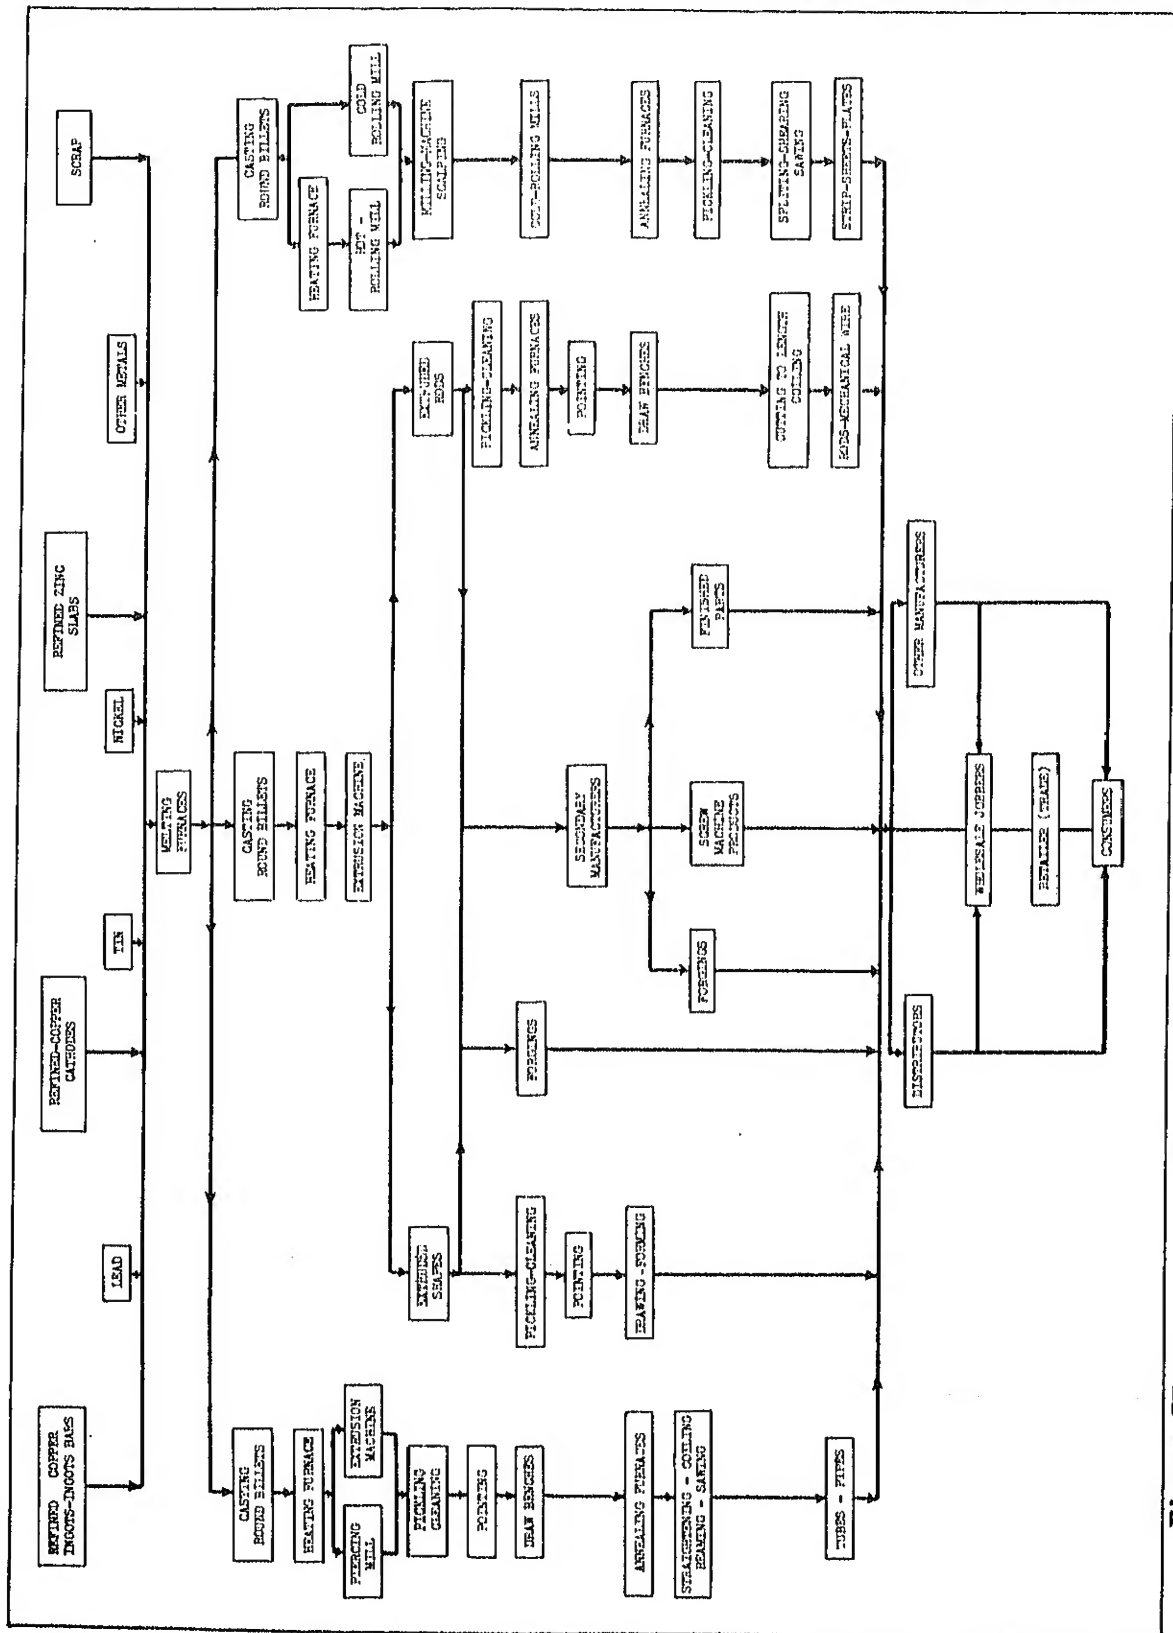 REFINED COPPER
INGOTS-INGOTS BARS
LEAD
REFINED-COPPER
CATHODES
TIN
NICKEL
REFINED ZINC
SLABS
OTHER METALS
SCRAP
MELTING
FURNACES
CASTING
ROUND BILLETS
HEATING FURNACE
PIERCING
MILL
EXTRUSION
MACHINE
PICKLING
CLEANING
POINTING
DRAW BENCHES
ANNEALING FURNACES
STRAIGHTENING - COILING
REAMING - SAWING
TUBES - PIPES
CASTING
ROUND BILLETS
HEATING FURNACE
EXTRUSION MACHINE
EXTRUDED
SHAPES
PICKLING-CLEANING
POINTING
DRAWING-FORMING
FORGINGS
SECONDARY
MANUFACTURERS
FORGINGS
SCREW
MACHINE
PRODUCTS
FINISHED
PARTS
EXTRUDED
RODS
PICKLING-CLEANING
ANNEALING FURNACES
POINTING
DRAW BENCHES
CUTTING TO LENGTH
COILING
RODS-MECHANICAL WIRE
CASTING
ROUND BILLETS
HEATING FURNACE
HOT -
ROLLING MILL
COLD
ROLLING MILL
MILLING-MACHINE
SCALPING
COLD-ROLLING MILLS
ANNEALING FURNACES
PICKLING-CLEANING
SPLITING-SHEARING
SAWING
STRIP-SHEETS-PLATES
DISTRIBUTORS
OTHER MANUFACTURERS
WHOLESALE JOBBERS
RETAILER (TRADE)
CONSUMERS